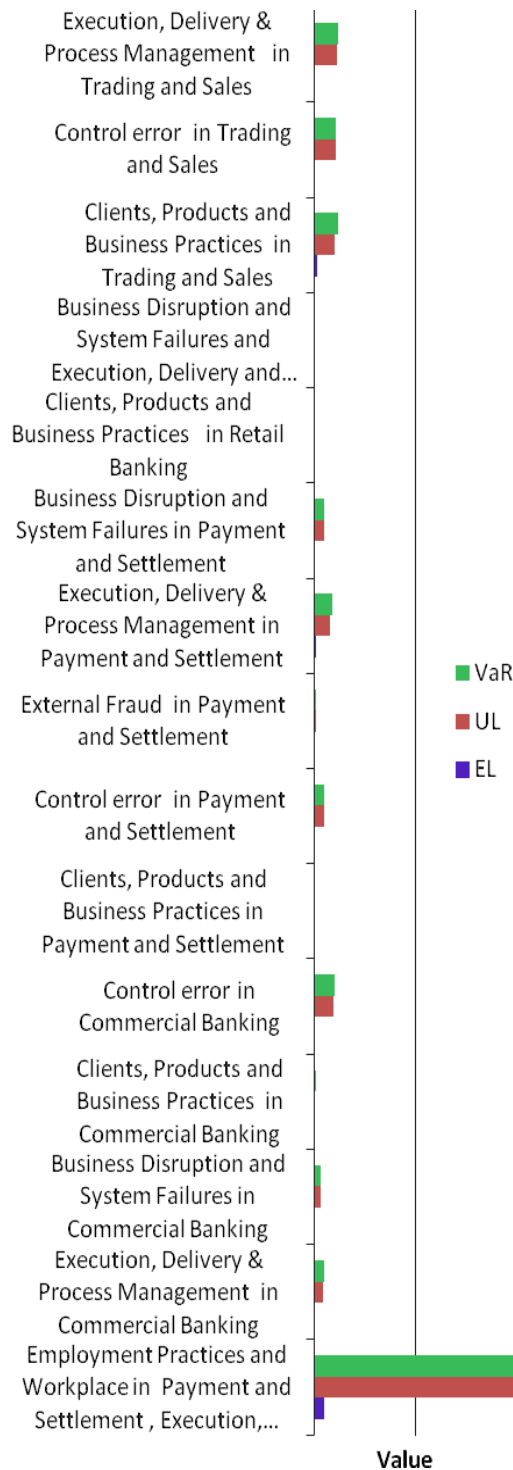 Execution, Delivery &
Process Management in
Trading and Sales
Control error in Trading
and Sales
Clients, Products and
Business Practices in
Trading and Sales
Business Disruption and
System Failures and
Execution, Delivery and...
Clients, Products and
Business Practices in Retail
Banking
Business Disruption and
System Failures in Payment
and Settlement
Execution, Delivery &
Process Management in
Payment and Settlement
External Fraud in Payment
and Settlement
Control error in Payment
and Settlement
Clients, Products and
Business Practices in
Payment and Settlement
Control error in
Commercial Banking
Clients, Products and
Business Practices in
Commercial Banking
Business Disruption and
System Failures in
Commercial Banking
Execution, Delivery &
Process Management in
Commercial Banking
Employment Practices and
Workplace in Payment and
Settlement , Execution,...
VaR
UL
EL
Value